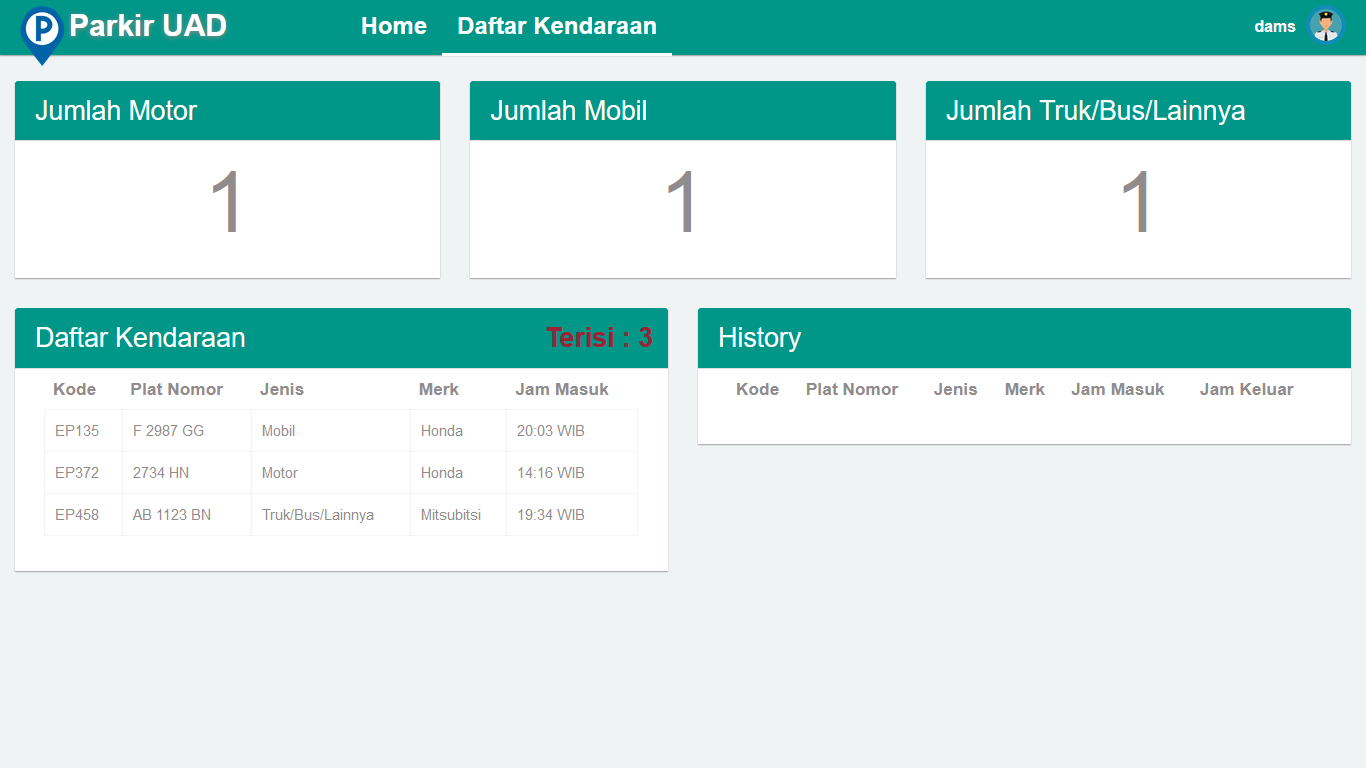 P Parkir UAD Home Daftar Kendaraan dams
Jumlah Motor
1
Jumlah Mobil
1
Jumlah Truk/Bus/Lainnya
1
Daftar Kendaraan Terisi : 3
Kode Plat Nomor Jenis Merk Jam Masuk
EP135 F 2987 GG Mobil Honda 20:03 WIB
EP372 2734 HN Motor Honda 14:16 WIB
EP458 AB 1123 BN Truk/Bus/Lainnya Mitsubitsi 19:34 WIB
History
Kode Plat Nomor Jenis Merk Jam Masuk Jam Keluar